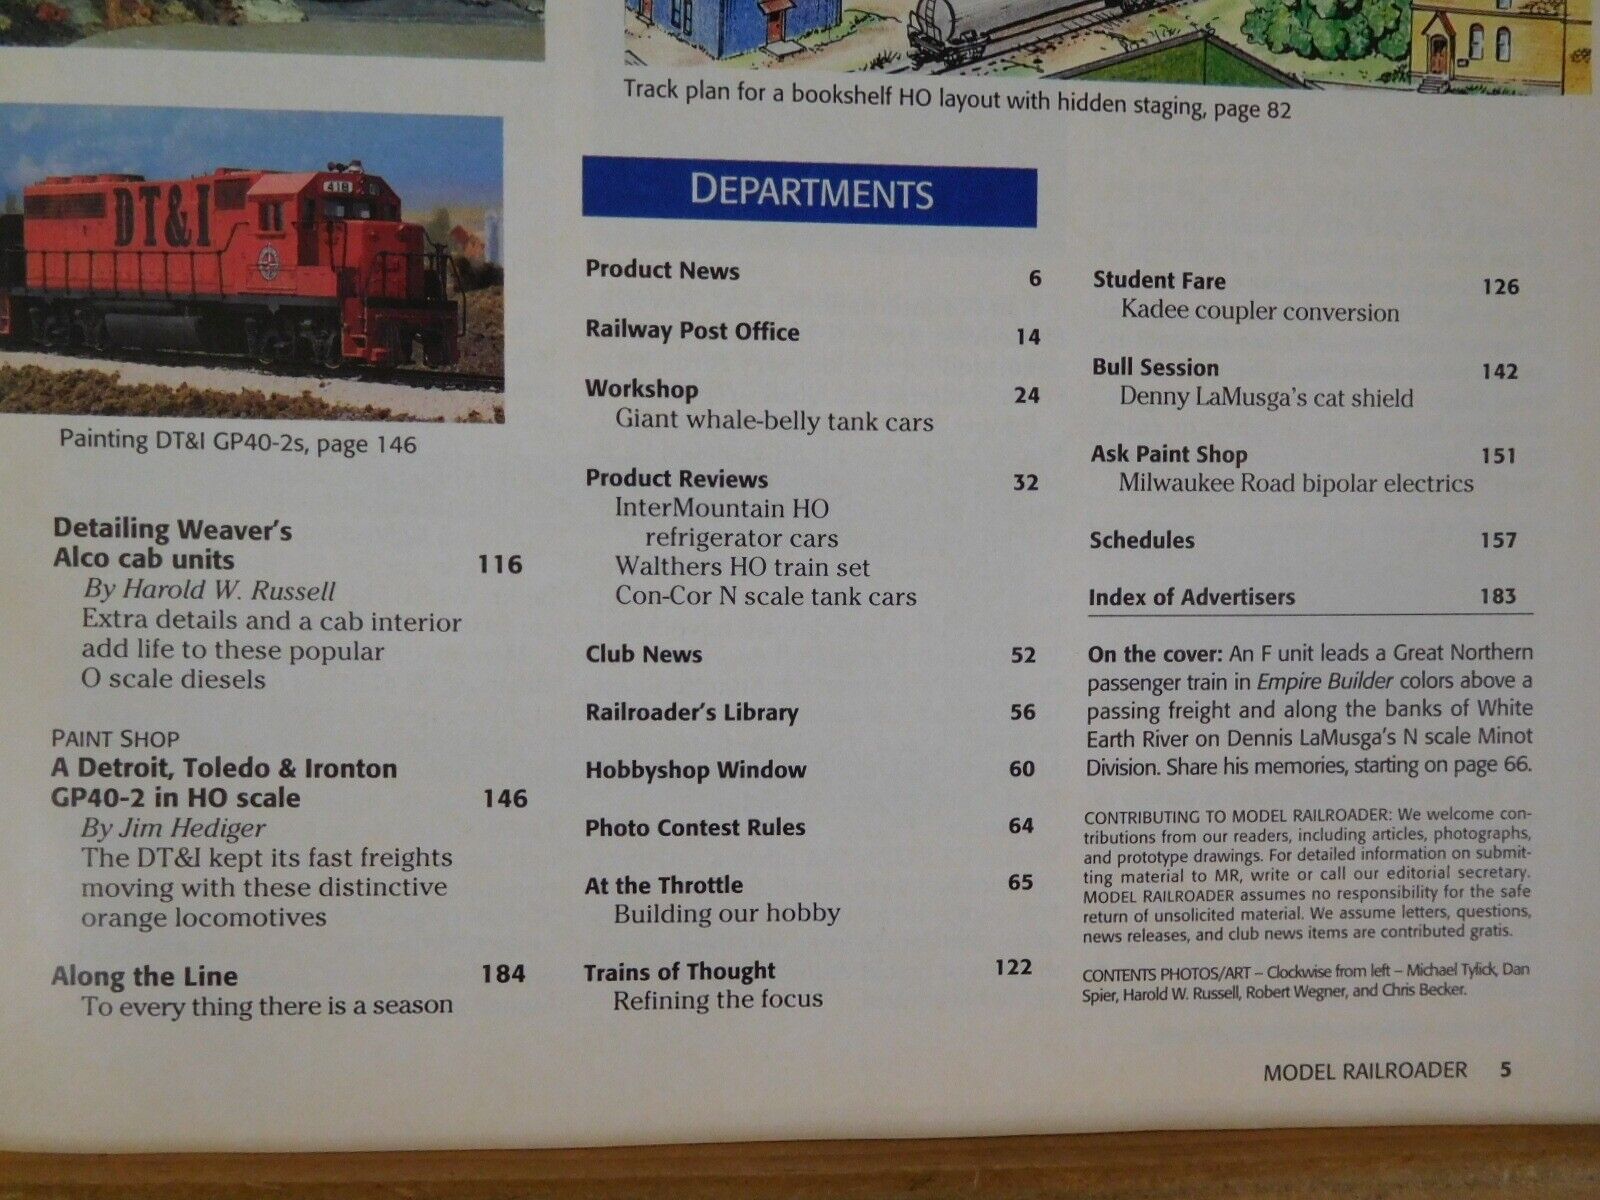 Track plan for a bookshelf HO layout with hidden staging, page 82
DT&I
418
Painting DT&I GP40-2s, page 146
Detailing Weaver's
Alco cab units 116
By Harold W. Russell
Extra details and a cab interior
add life to these popular
O scale diesels
PAINT SHOP
A Detroit, Toledo & Ironton
GP40-2 in HO scale 146
By Jim Hediger
The DT&I kept its fast freights
moving with these distinctive
orange locomotives
Along the Line 184
To every thing there is a season
DEPARTMENTS
Product News 6
Railway Post Office 14
Workshop 24
Giant whale-belly tank cars
Product Reviews 32
InterMountain HO
refrigerator cars
Walthers HO train set
Con-Cor N scale tank cars
Club News 52
Railroader's Library 56
Hobbyshop Window 60
Photo Contest Rules 64
At the Throttle 65
Building our hobby
Trains of Thought 122
Refining the focus
Student Fare 126
Kadee coupler conversion
Bull Session 142
Denny LaMusga's cat shield
Ask Paint Shop 151
Milwaukee Road bipolar electrics
Schedules 157
Index of Advertisers 183
On the cover: An F unit leads a Great Northern
passenger train in Empire Builder colors above a
passing freight and along the banks of White
Earth River on Dennis LaMusga's N scale Minot
Division. Share his memories, starting on page 66.
CONTRIBUTING TO MODEL RAILROADER: We welcome con-
tributions from our readers, including articles, photographs,
and prototype drawings. For detailed information on submit-
ting material to MR, write or call our editorial secretary.
MODEL RAILROADER assumes no responsibility for the safe
return of unsolicited material. We assume letters, questions,
news releases, and club news items are contributed gratis.
CONTENTS PHOTOS/ART – Clockwise from left – Michael Tylick, Dan
Spier, Harold W. Russell, Robert Wegner, and Chris Becker.
MODEL RAILROADER 5